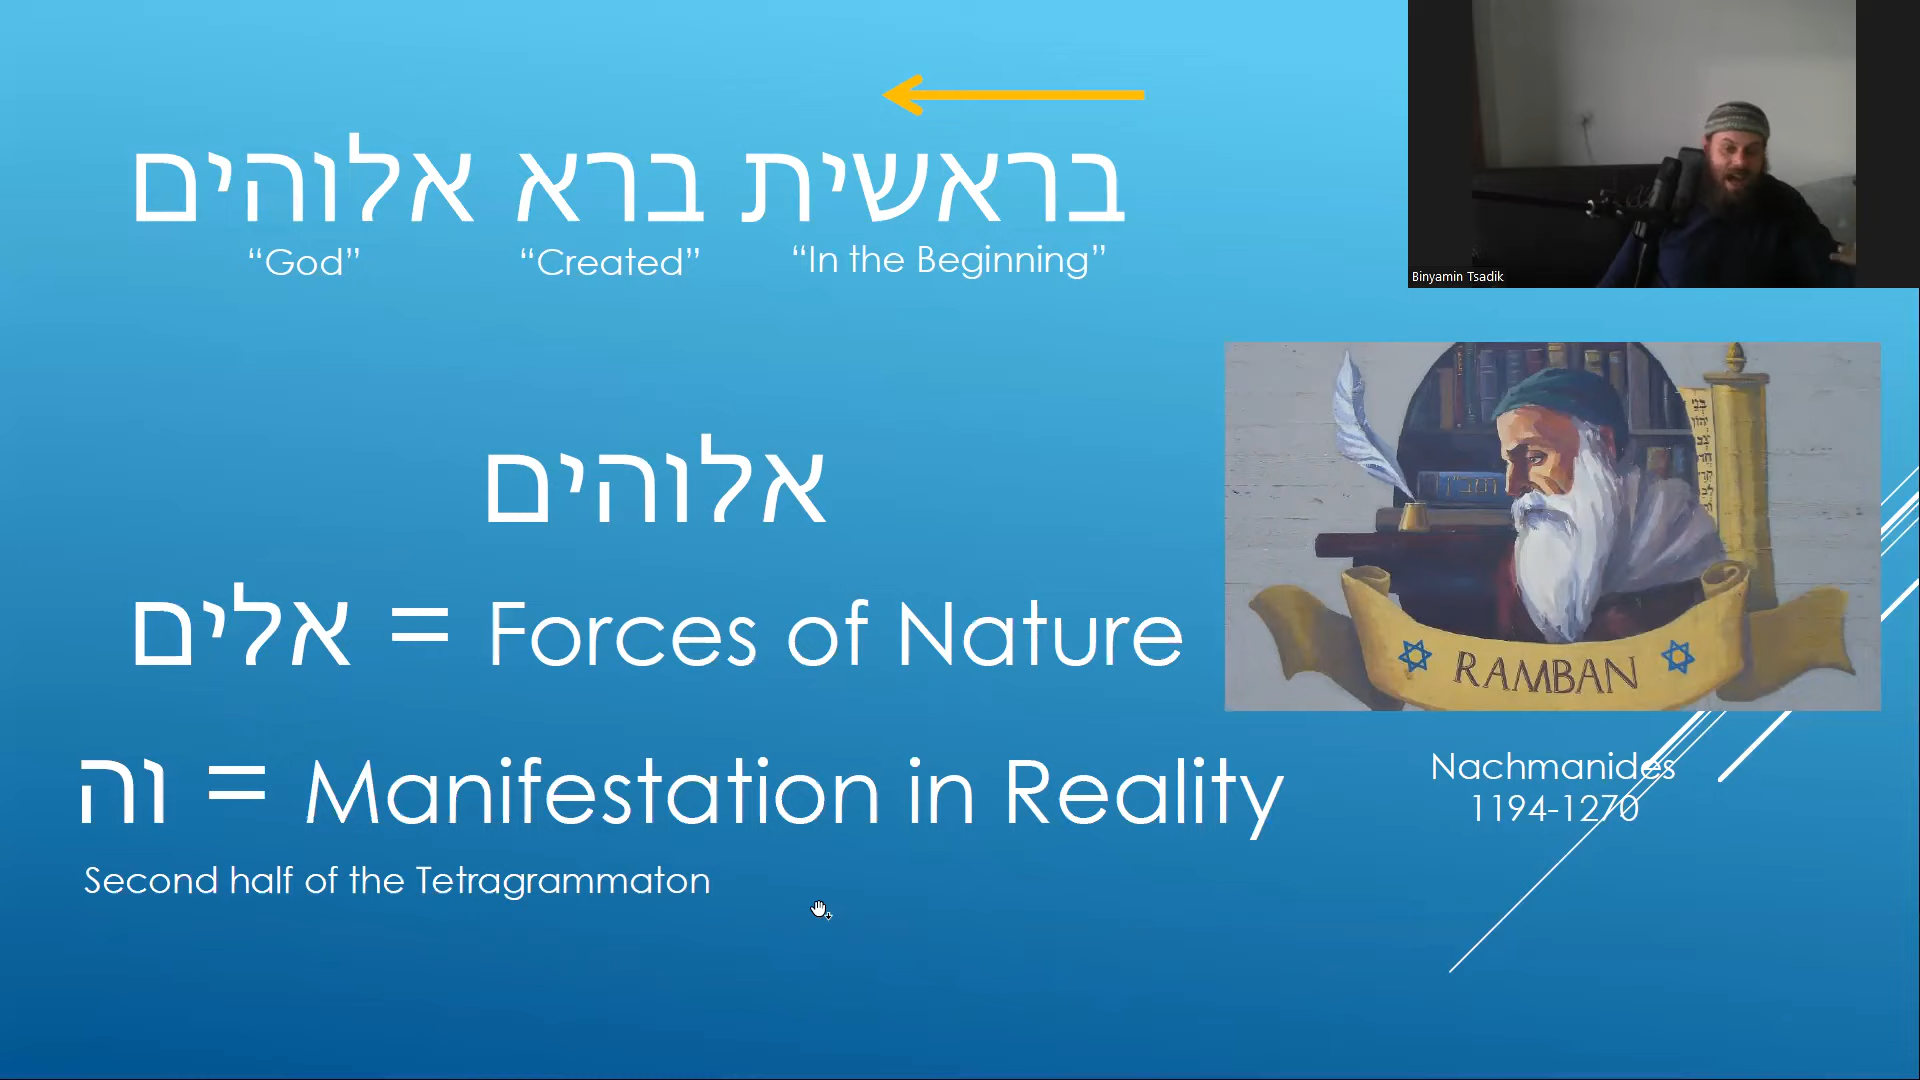 בראשית ברא אלוהים
“In the Beginning” “Created” “God”
אלוהים
אלים = Forces of Nature
וה = Manifestation in Reality
Second half of the Tetragrammaton
Binyamin Tsadik
RAMBAN
Nachmanides
1194-1270